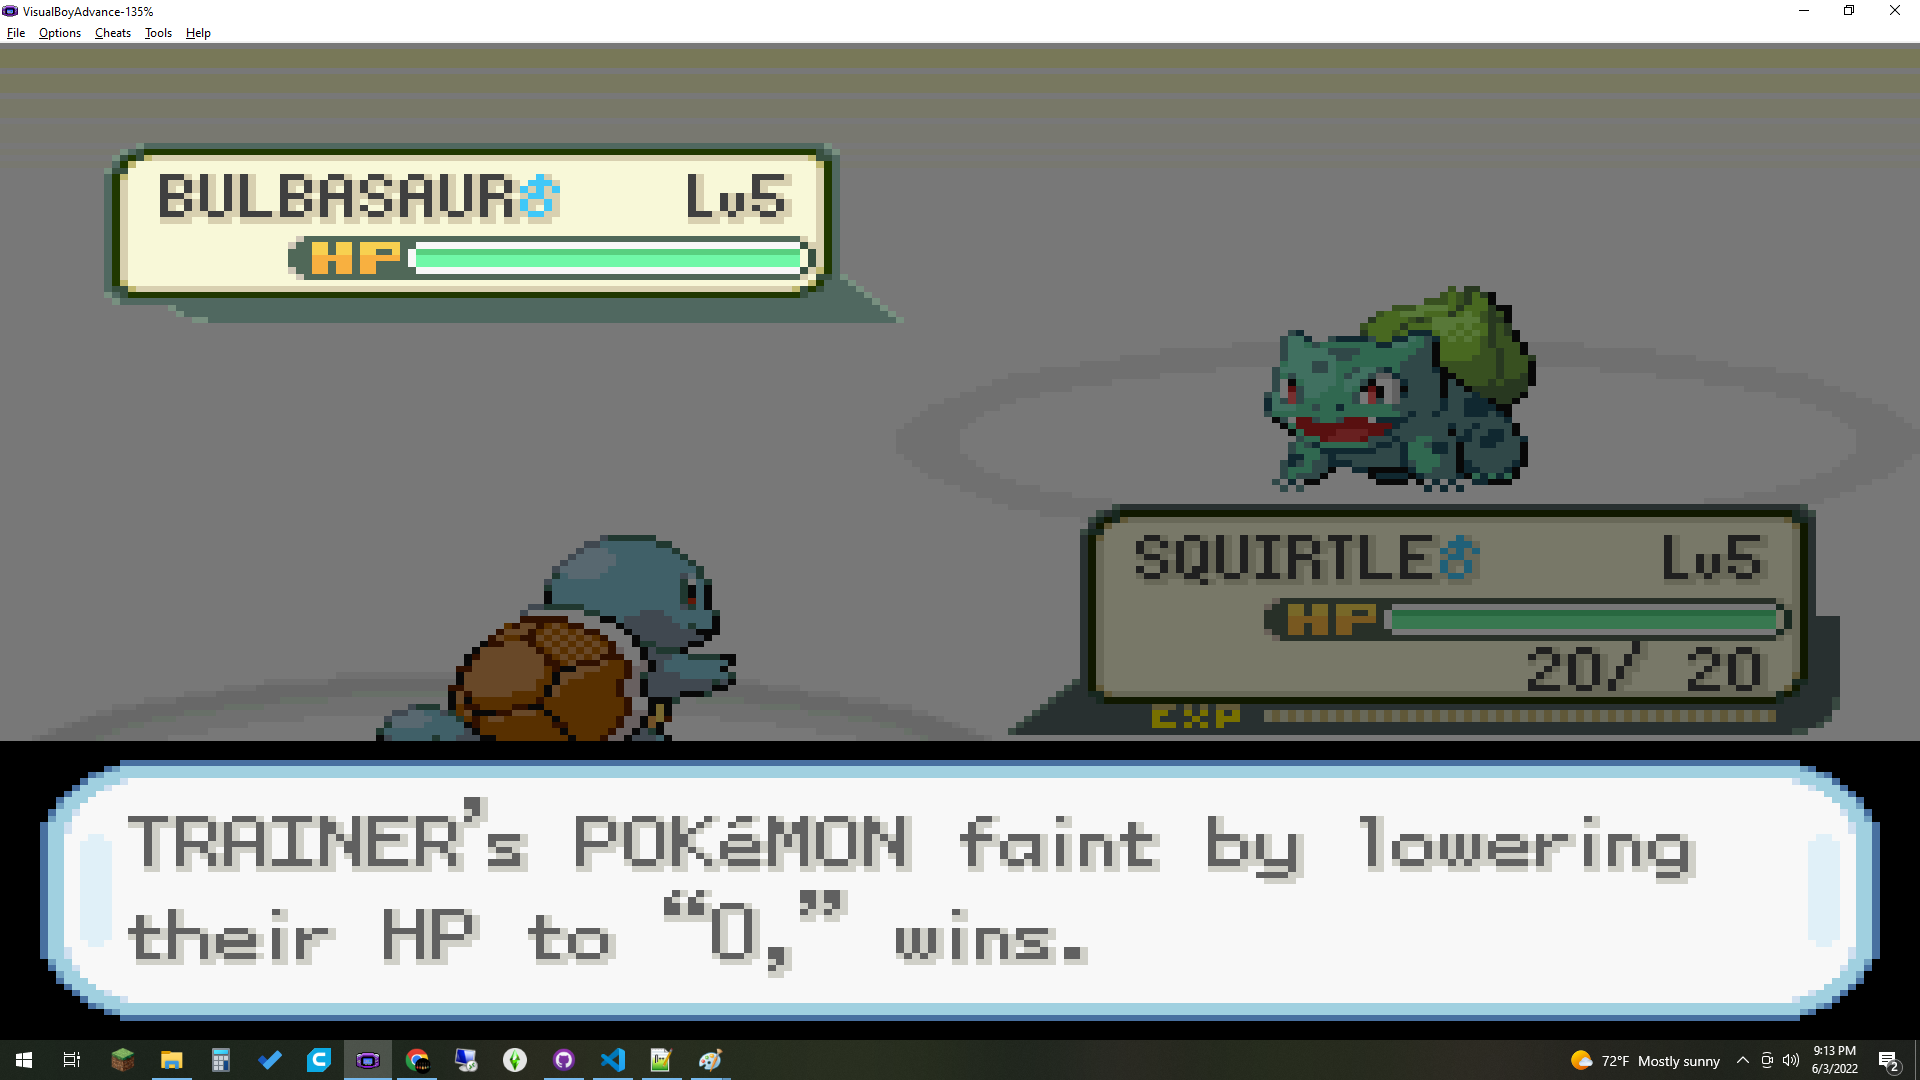 VisualBoyAdvance-135%
File Options Cheats Tools Help
BULBASAUR♂ Lv5
HP
SQUIRTLE♂ Lv5
HP
20/ 20
EXP
TRAINER's POKéMON faint by lowering
their HP to “0,” wins.
72°F Mostly sunny
9:13 PM
6/3/2022
2